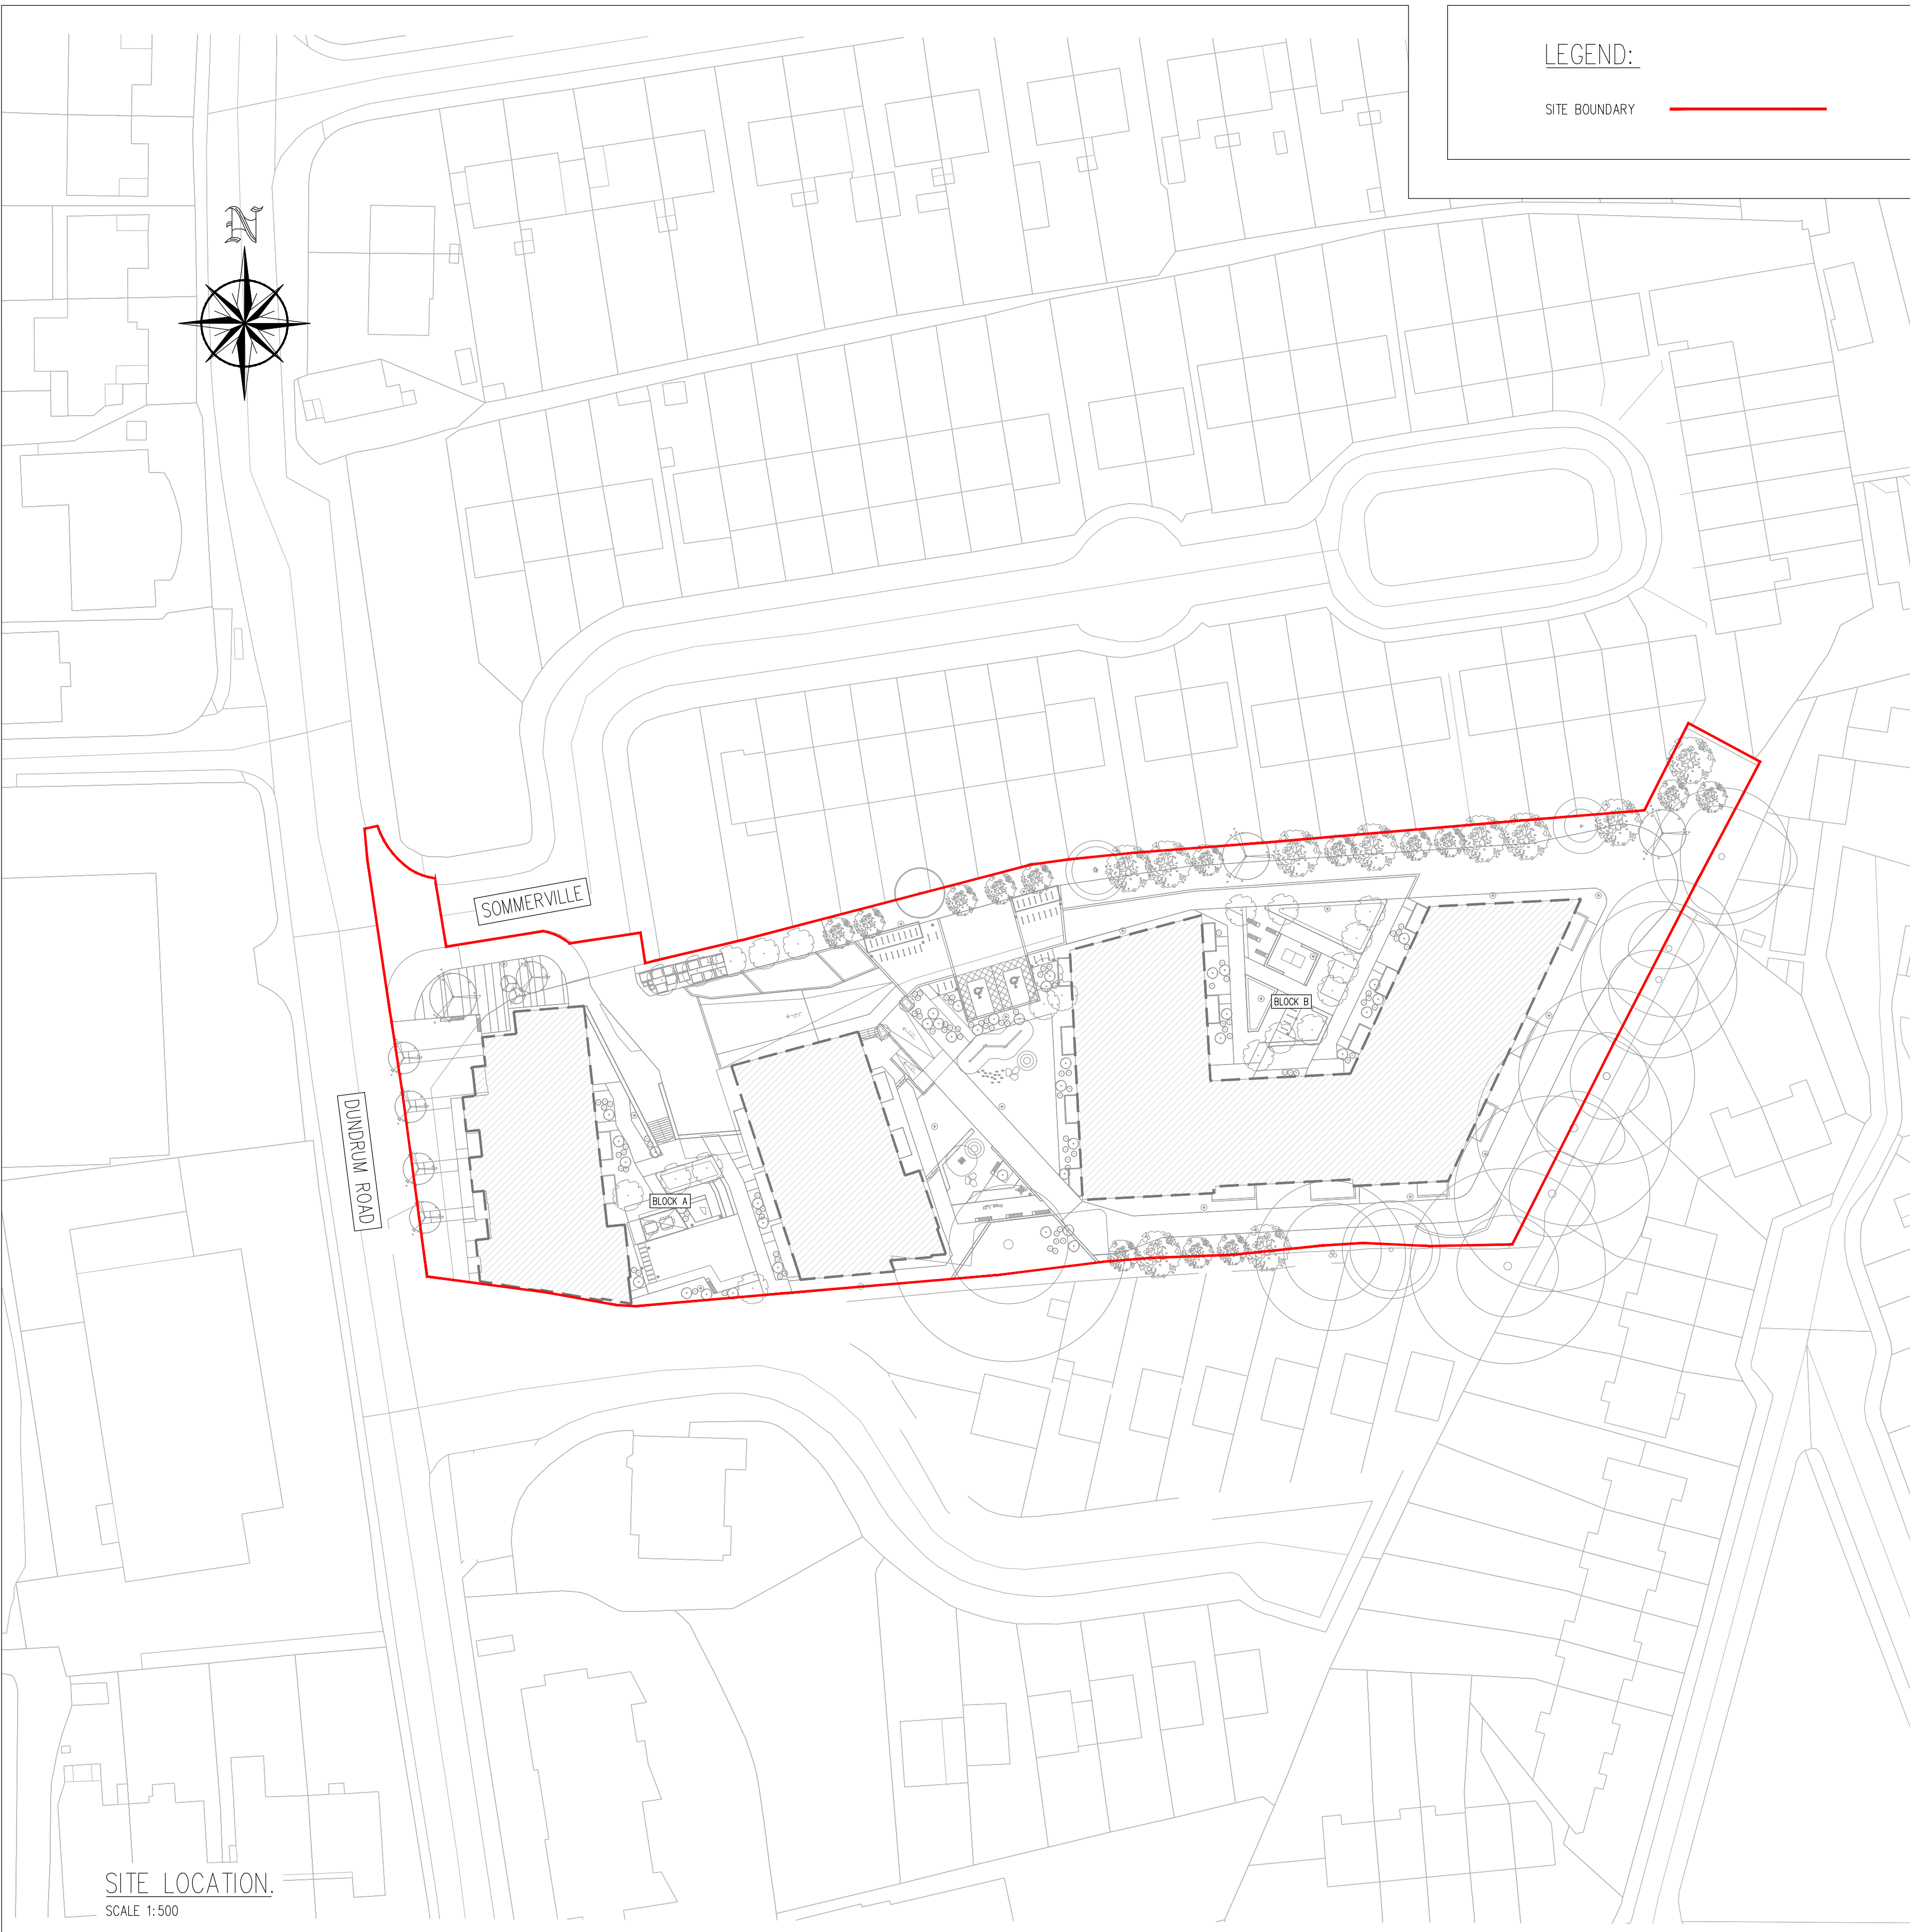 LEGEND:
SITE BOUNDARY
N
SOMMERVILLE
BLOCK B
DUNDRUM ROAD
BLOCK A
SITE LOCATION.
SCALE 1:500